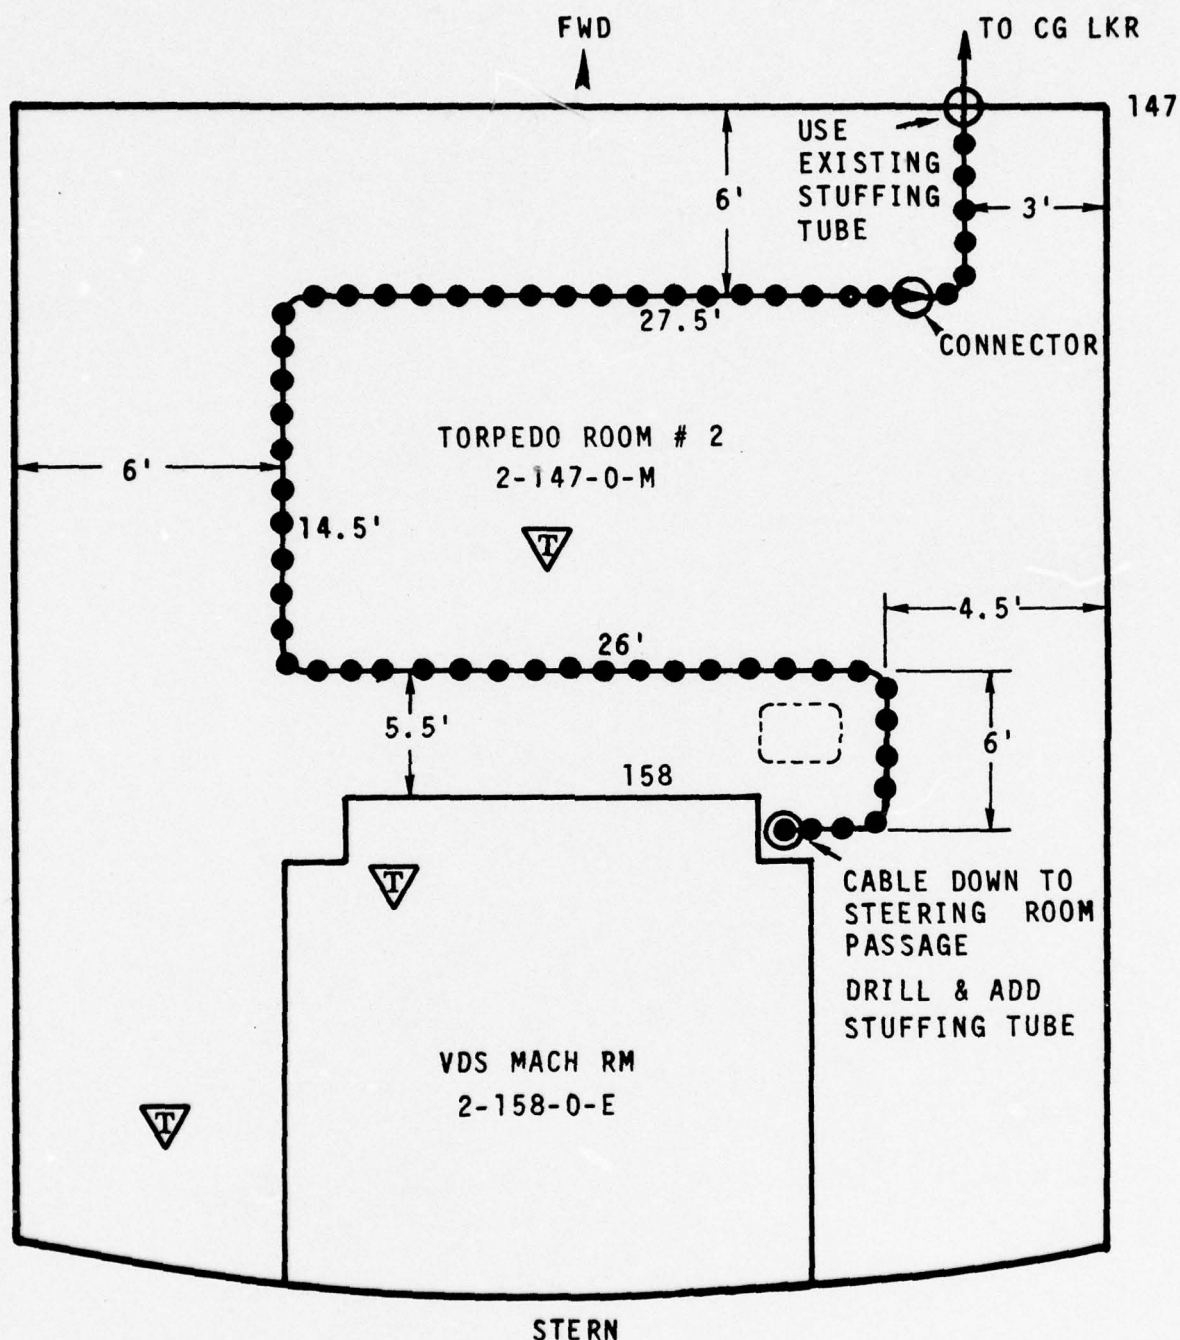 FWD
TO CG LKR
147
USE
EXISTING
STUFFING
TUBE
6'
3'
27.5'
CONNECTOR
TORPEDO ROOM # 2
2-147-0-M
6'
14.5'
T
4.5'
26'
5.5'
6'
158
T
CABLE DOWN TO
STEERING ROOM
PASSAGE
DRILL & ADD
STUFFING TUBE
VDS MACH RM
2-158-0-E
T
STERN